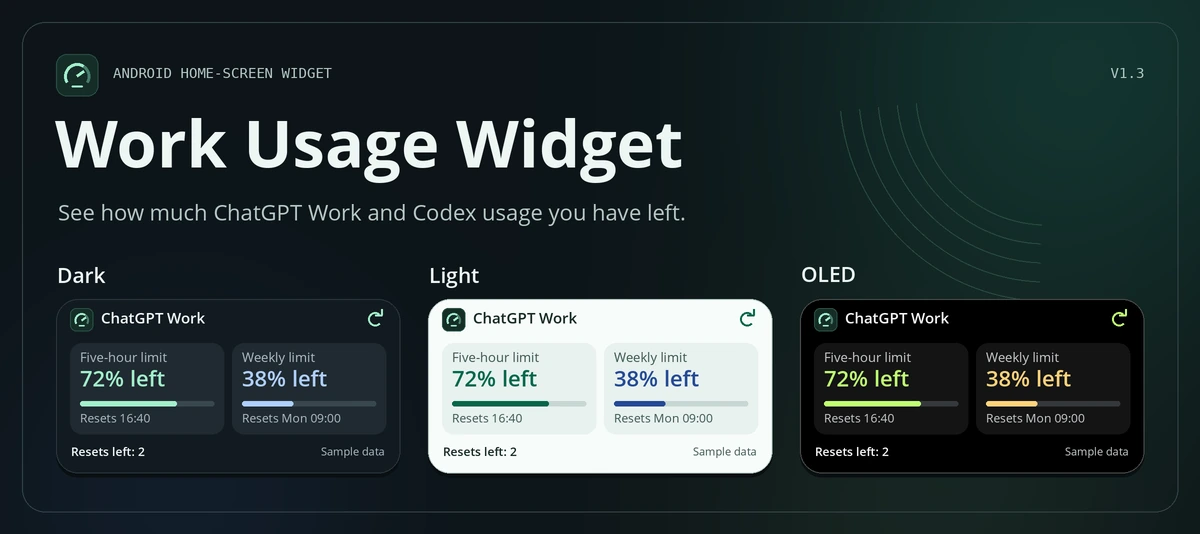 ANDROID HOME-SCREEN WIDGET
V1.3
Work Usage Widget
See how much ChatGPT Work and Codex usage you have left.
Dark
ChatGPT Work
Five-hour limit
72% left
Resets 16:40
Weekly limit
38% left
Resets Mon 09:00
Resets left: 2
Sample data
Light
ChatGPT Work
Five-hour limit
72% left
Resets 16:40
Weekly limit
38% left
Resets Mon 09:00
Resets left: 2
Sample data
OLED
ChatGPT Work
Five-hour limit
72% left
Resets 16:40
Weekly limit
38% left
Resets Mon 09:00
Resets left: 2
Sample data